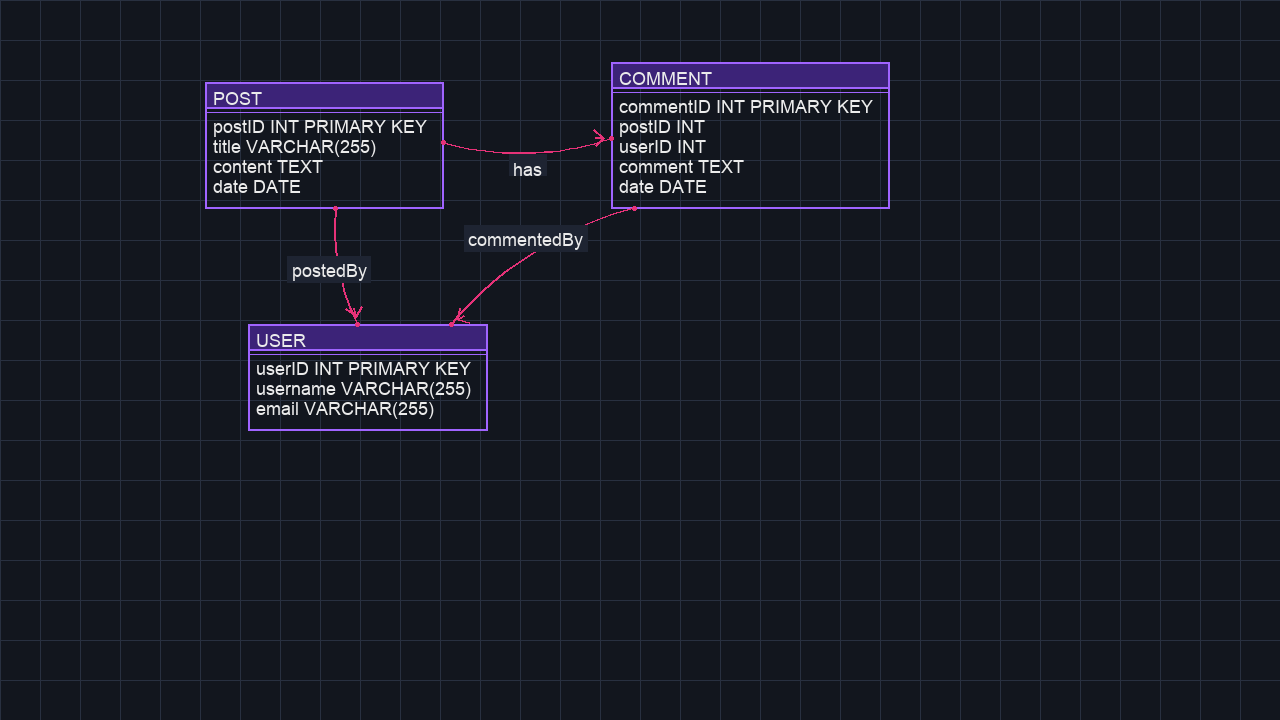 POST
postID INT PRIMARY KEY
title VARCHAR(255)
content TEXT
date DATE
has
COMMENT
commentID INT PRIMARY KEY
postID INT
userID INT
comment TEXT
date DATE
commentedBy
postedBy
USER
userID INT PRIMARY KEY
username VARCHAR(255)
email VARCHAR(255)